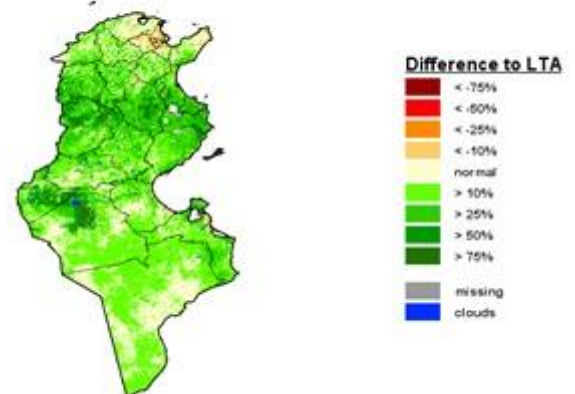 Difference to LTA
< -75%
< -50%
< -25%
< -10%
normal
> 10%
> 25%
> 50%
> 75%
missing
clouds